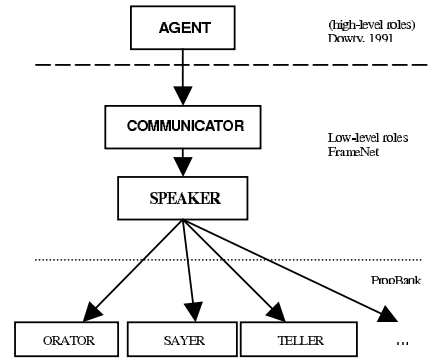 AGENT
(high-level roles)
Dowty, 1991
COMMUNICATOR
Low-level roles
FrameNet
SPEAKER
PropBank
ORATOR
SAYER
TELLER
...